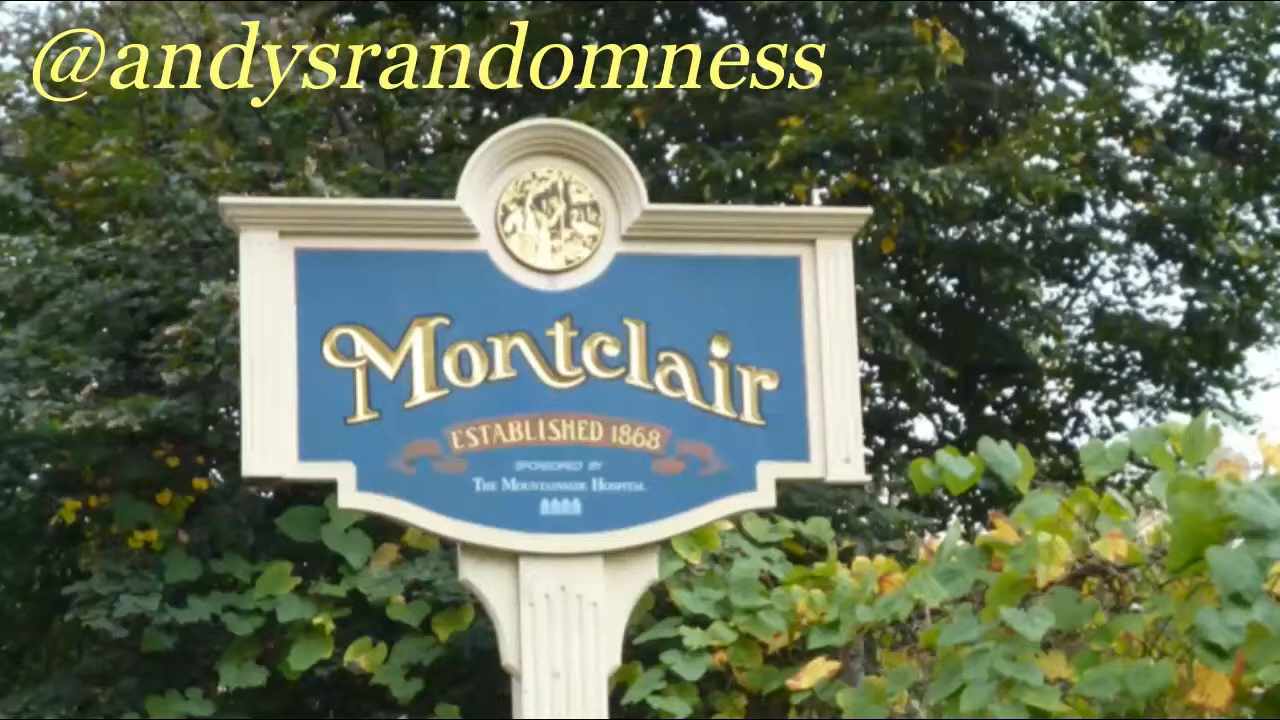 @andysrandomness
Montclair
ESTABLISHED 1868
SPONSORED BY
THE MOUNTAINSIDE HOSPITAL